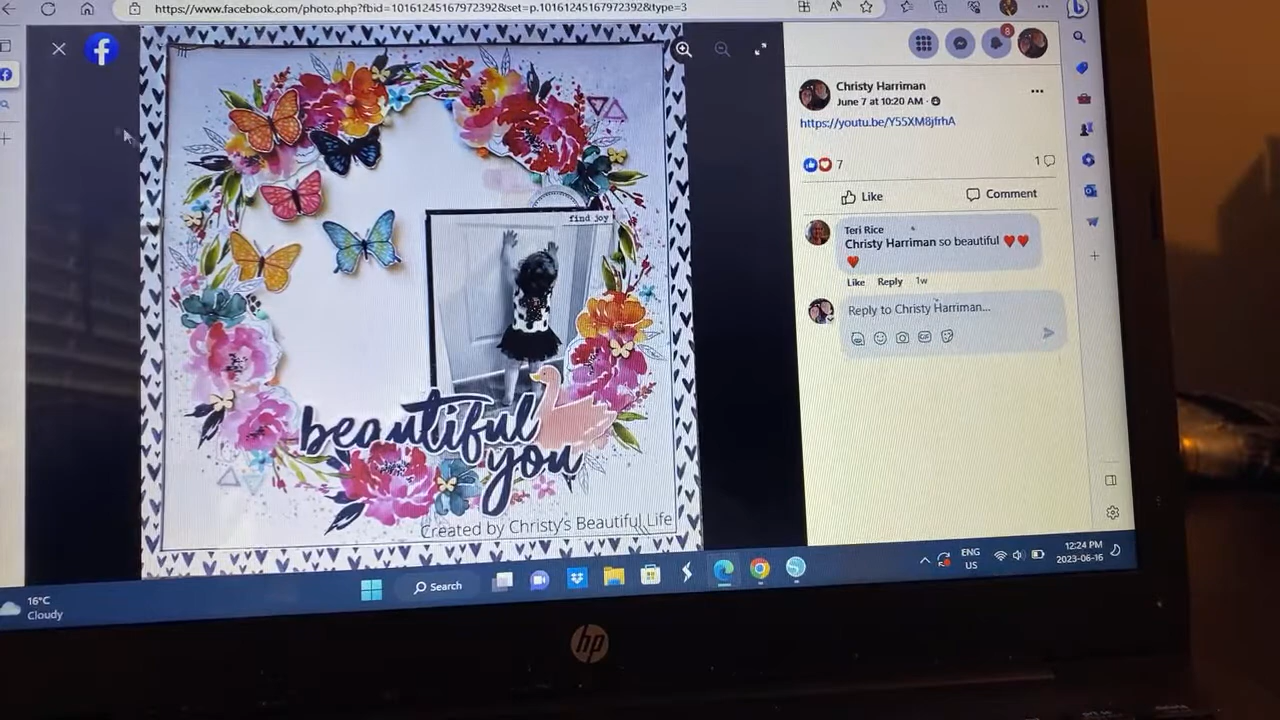 https://www.facebook.com/photo.php?fbid=10161245167972392&set=p.10161245167972392&type=3
find joy
beautiful
you
Created by Christy's Beautiful Life
8
Christy Harriman
June 7 at 10:20 AM ·
https://youtu.be/Y55XM8jfrhA
7
1
Like
Comment
Teri Rice
Christy Harriman so beautiful ❤️❤️
❤️
Like Reply 1w
Reply to Christy Harriman...
GIF
16°C
Cloudy
Search
ENG
US
12:24 PM
2023-06-16
hp